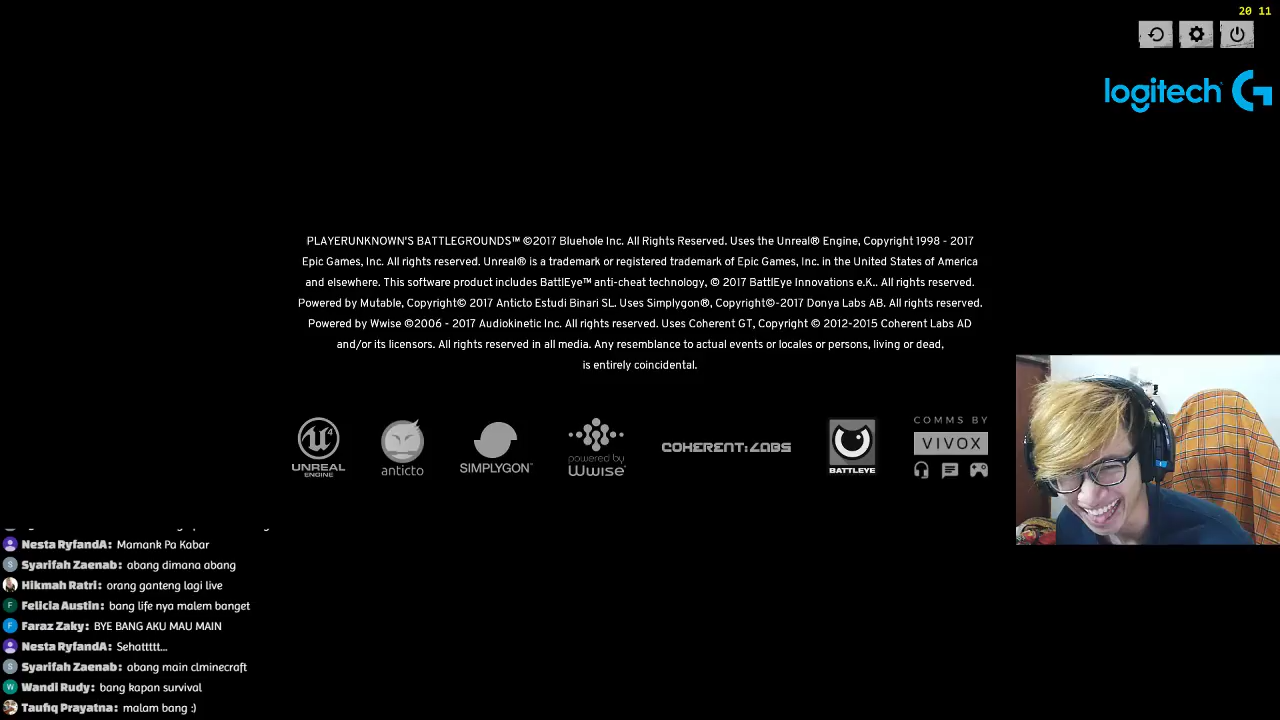 20 11
logitech G
PLAYERUNKNOWN'S BATTLEGROUNDS™ ©2017 Bluehole Inc. All Rights Reserved. Uses the Unreal® Engine, Copyright 1998 - 2017
Epic Games, Inc. All rights reserved. Unreal® is a trademark or registered trademark of Epic Games, Inc. in the United States of America
and elsewhere. This software product includes BattlEye™ anti-cheat technology, © 2017 BattlEye Innovations e.K.. All rights reserved.
Powered by Mutable, Copyright© 2017 Anticto Estudi Binari SL. Uses Simplygon®, Copyright©-2017 Donya Labs AB. All rights reserved.
Powered by Wwise ©2006 - 2017 Audiokinetic Inc. All rights reserved. Uses Coherent GT, Copyright © 2012-2015 Coherent Labs AD
and/or its licensors. All rights reserved in all media. Any resemblance to actual events or locales or persons, living or dead,
is entirely coincidental.
UNREAL
ENGINE
anticto
SIMPLYGON
powered by
Wwise
COHERENT:LABS
BATTLEYE
COMMS BY
VIVOX
Nesta RyfandA: Mamank Pa Kabar
Syarifah Zaenab: abang dimana abang
Hikmah Ratri: orang ganteng lagi live
Felicia Austin: bang life nya malem banget
Faraz Zaky: BYE BANG AKU MAU MAIN
Nesta RyfandA: Sehattttt...
Syarifah Zaenab: abang main clminecraft
Wandi Rudy: bang kapan survival
Taufiq Prayatna: malam bang :)